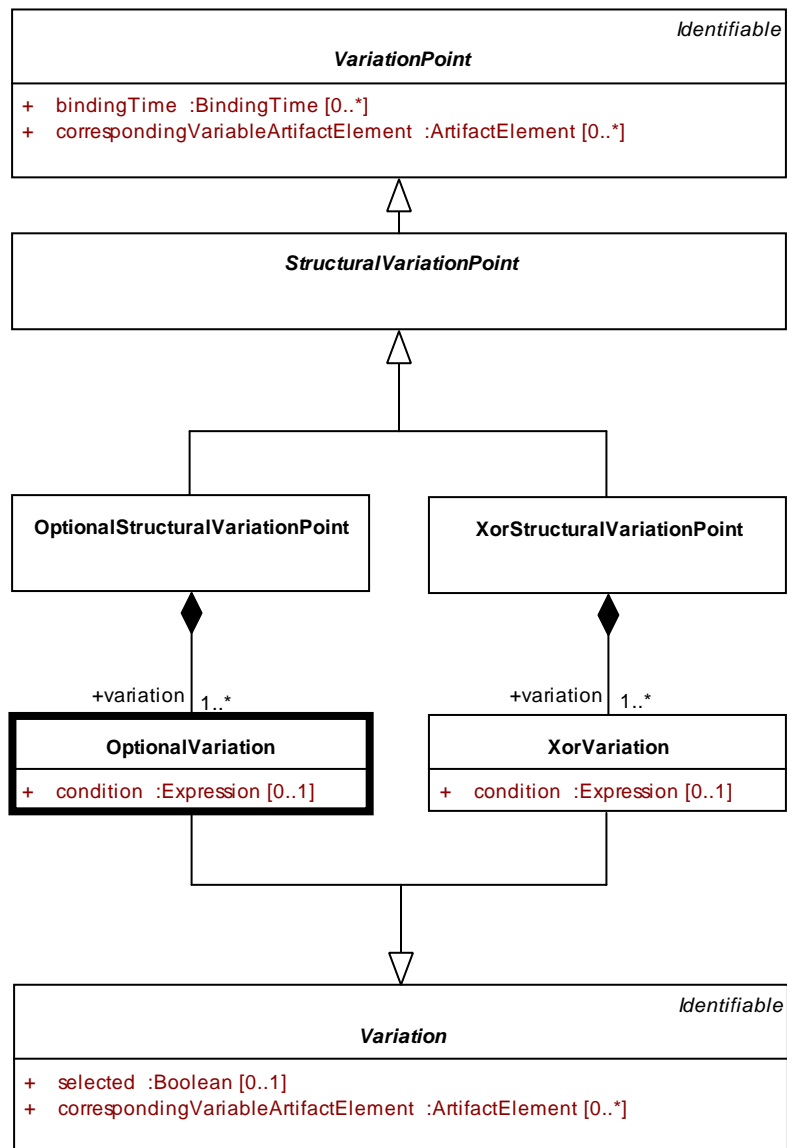 Identifiable
VariationPoint
+ bindingTime :BindingTime [0..*]
+ correspondingVariableArtifactElement :ArtifactElement [0..*]
StructuralVariationPoint
OptionalStructuralVariationPoint
XorStructuralVariationPoint
+variation 1..*
+variation 1..*
OptionalVariation
+ condition :Expression [0..1]
XorVariation
+ condition :Expression [0..1]
Identifiable
Variation
+ selected :Boolean [0..1]
+ correspondingVariableArtifactElement :ArtifactElement [0..*]